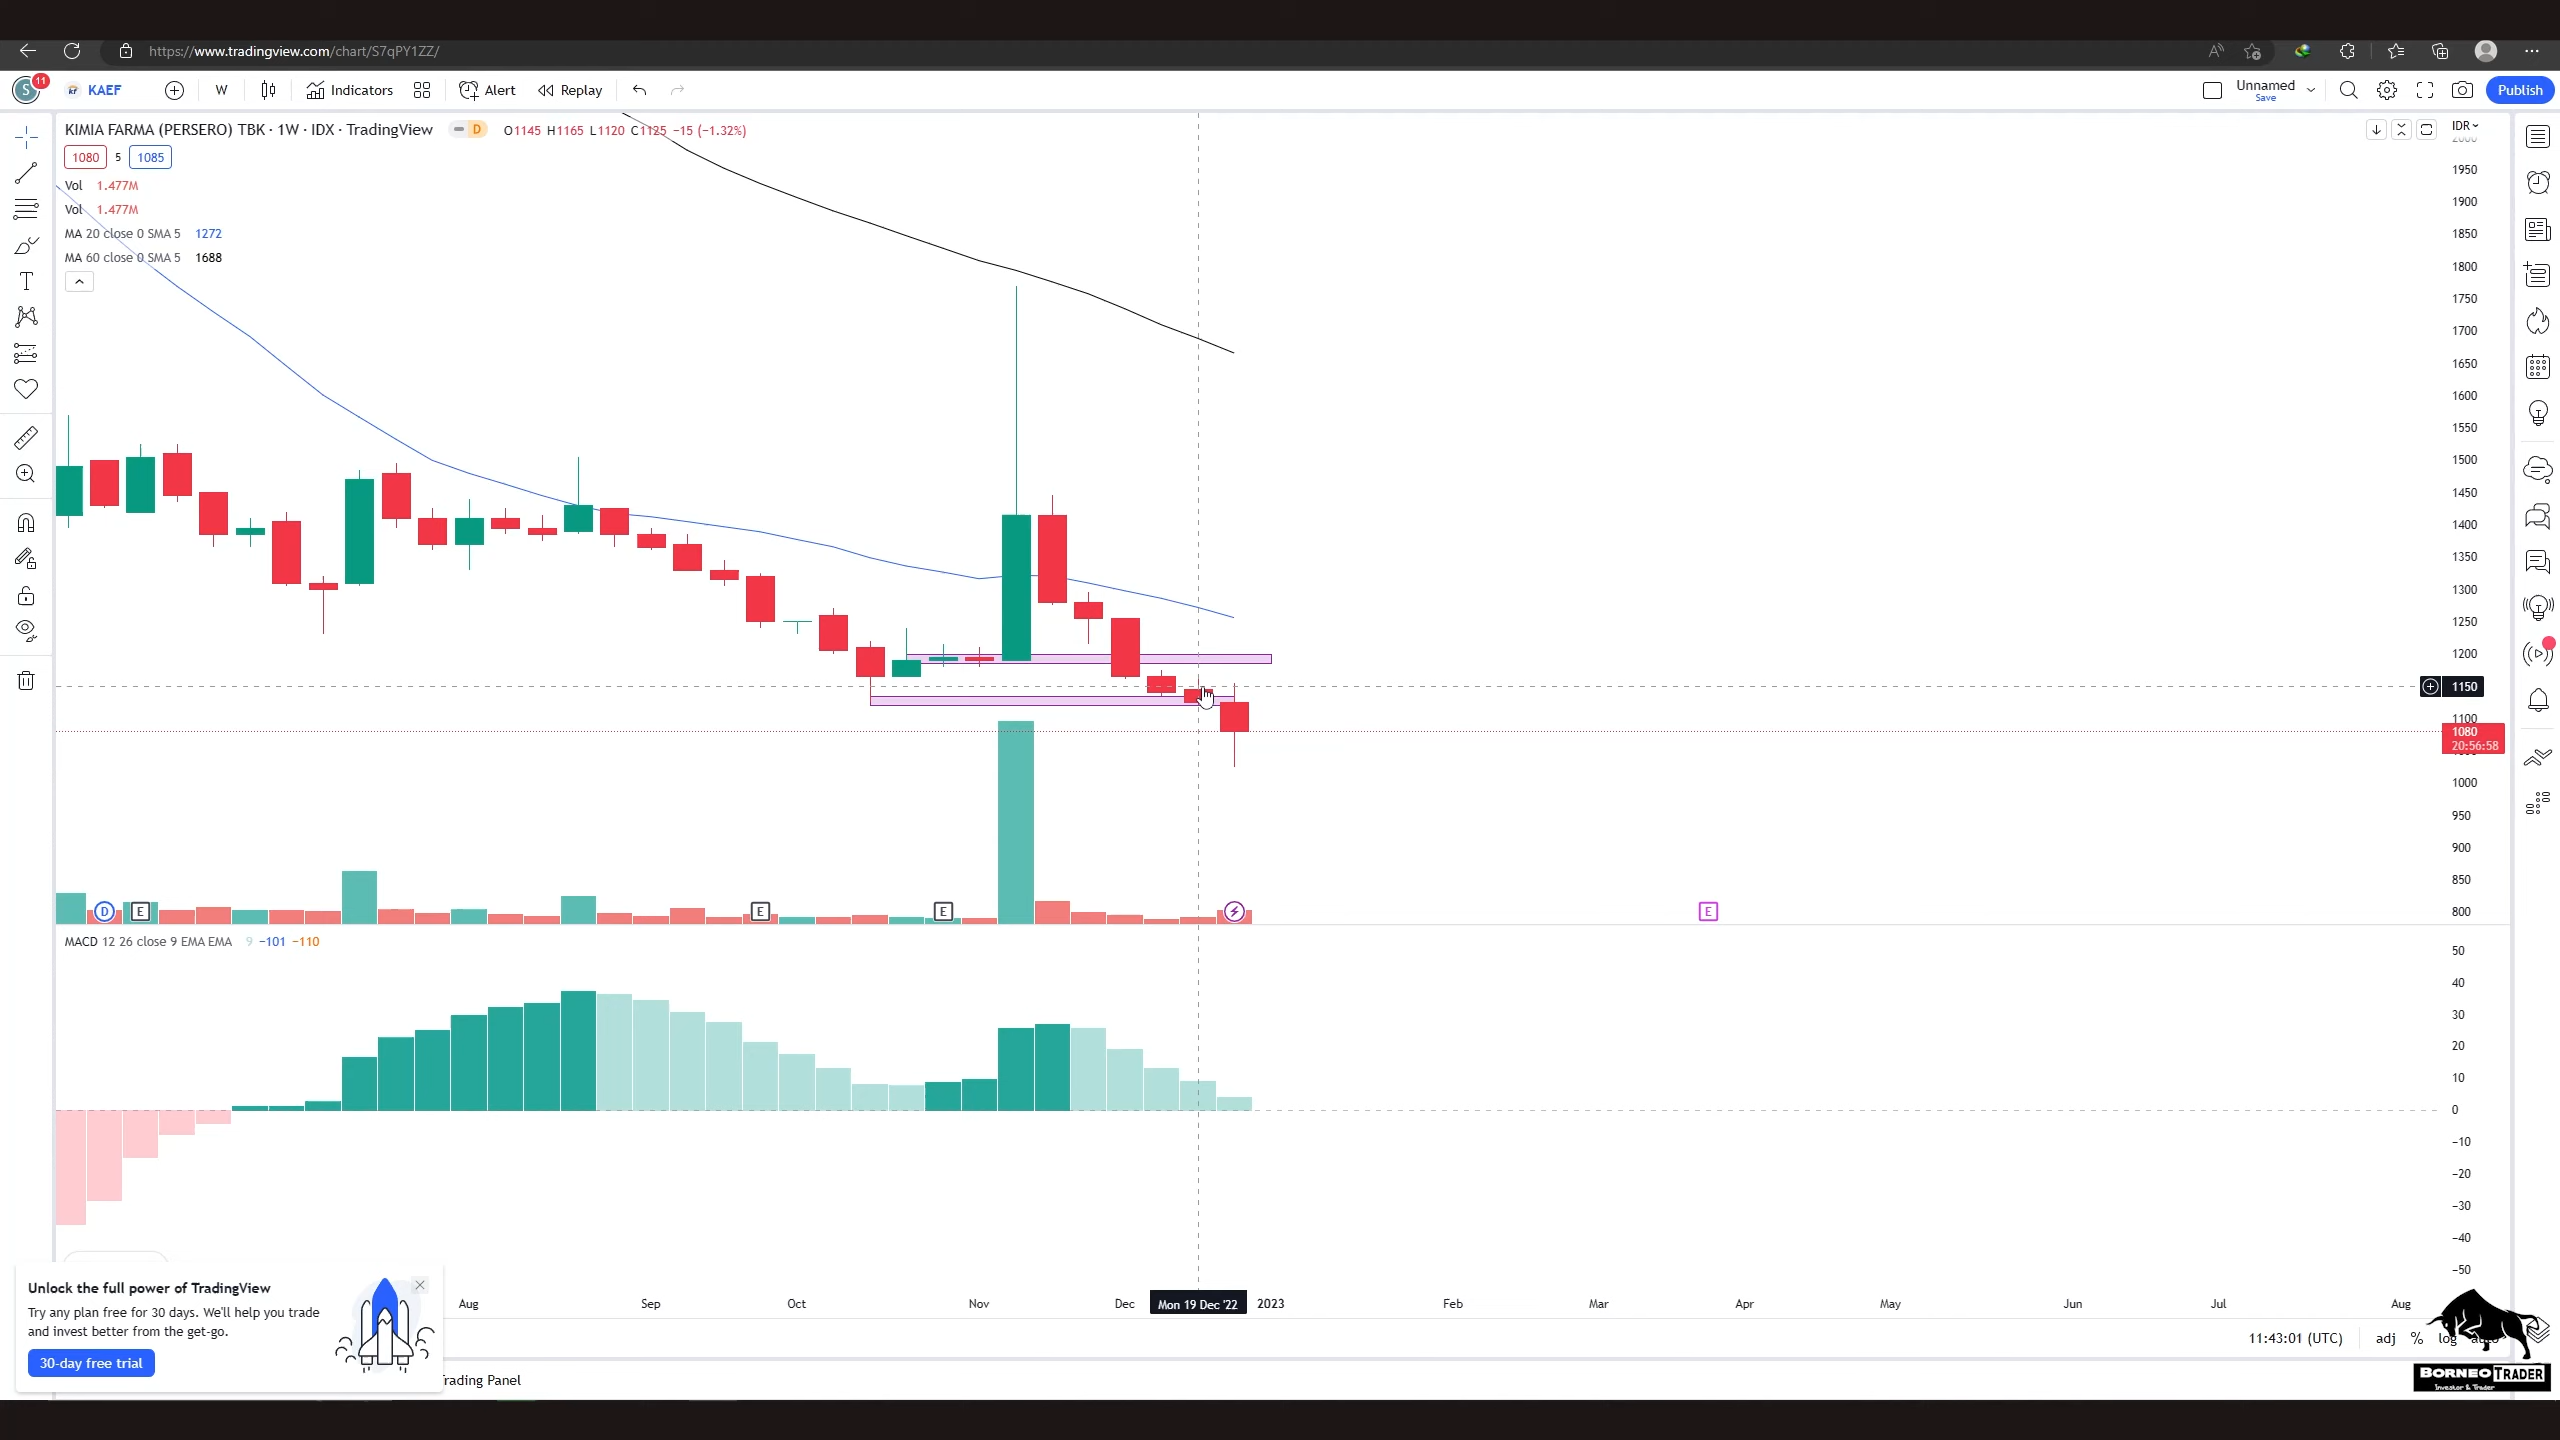 https://www.tradingview.com/chart/S7qPY1ZZ/
11
S
KAEF
W
Indicators
Alert
Replay
Unnamed
Save
Publish
KIMIA FARMA (PERSERO) TBK · 1W · IDX · TradingView
D
O1145 H1165 L1120 C1125 −15 (−1.32%)
IDR
1080 5 1085
Vol 1.477M
Vol 1.477M
MA 20 close 0 SMA 5 1272
MA 60 close 0 SMA 5 1688
1950
1900
1850
1800
1750
1700
1650
1600
1550
1500
1450
1400
1350
1300
1250
1200
1150
1100
1080
20:56:58
1000
950
900
850
800
D E E E E
MACD 12 26 close 9 EMA EMA 9 −101 −110
50
40
30
20
10
0
−10
−20
−30
−40
−50
Unlock the full power of TradingView
Try any plan free for 30 days. We'll help you trade
and invest better from the get-go.
30-day free trial
Aug Sep Oct Nov Dec Mon 19 Dec '22 2023 Feb Mar Apr May Jun Jul Aug
11:43:01 (UTC) adj % log
rading Panel
BORNEO TRADER
Investor & Trader